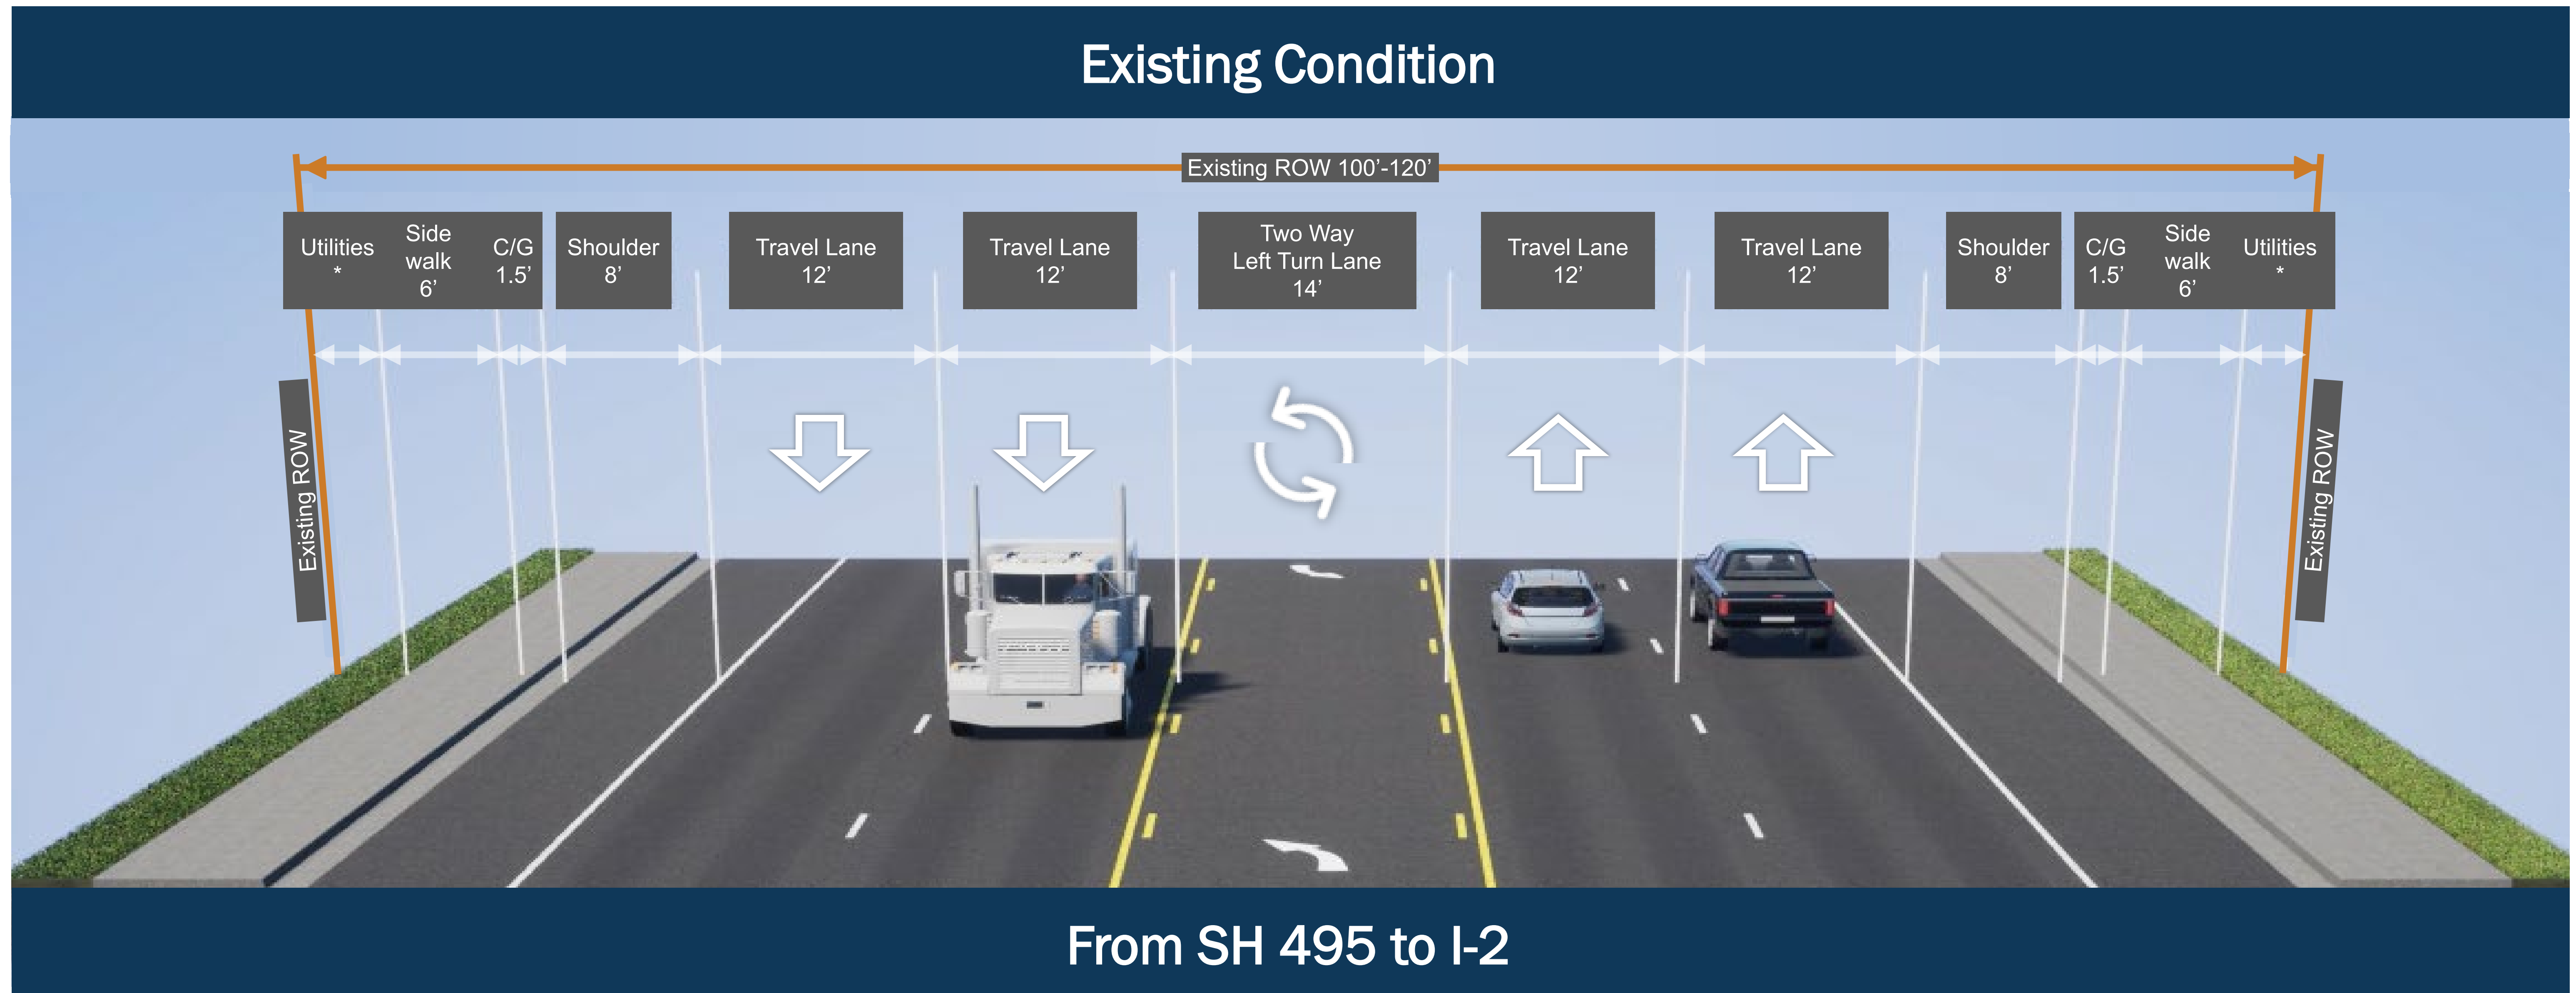 Existing Condition
Existing ROW 100’-120’
Utilities
*
Side
walk
6’
C/G
1.5’
Shoulder
8’
Travel Lane
12’
Travel Lane
12’
Two Way
Left Turn Lane
14’
Travel Lane
12’
Travel Lane
12’
Shoulder
8’
C/G
1.5’
Side
walk
6’
Utilities
*
Existing ROW
Existing ROW
From SH 495 to I-2